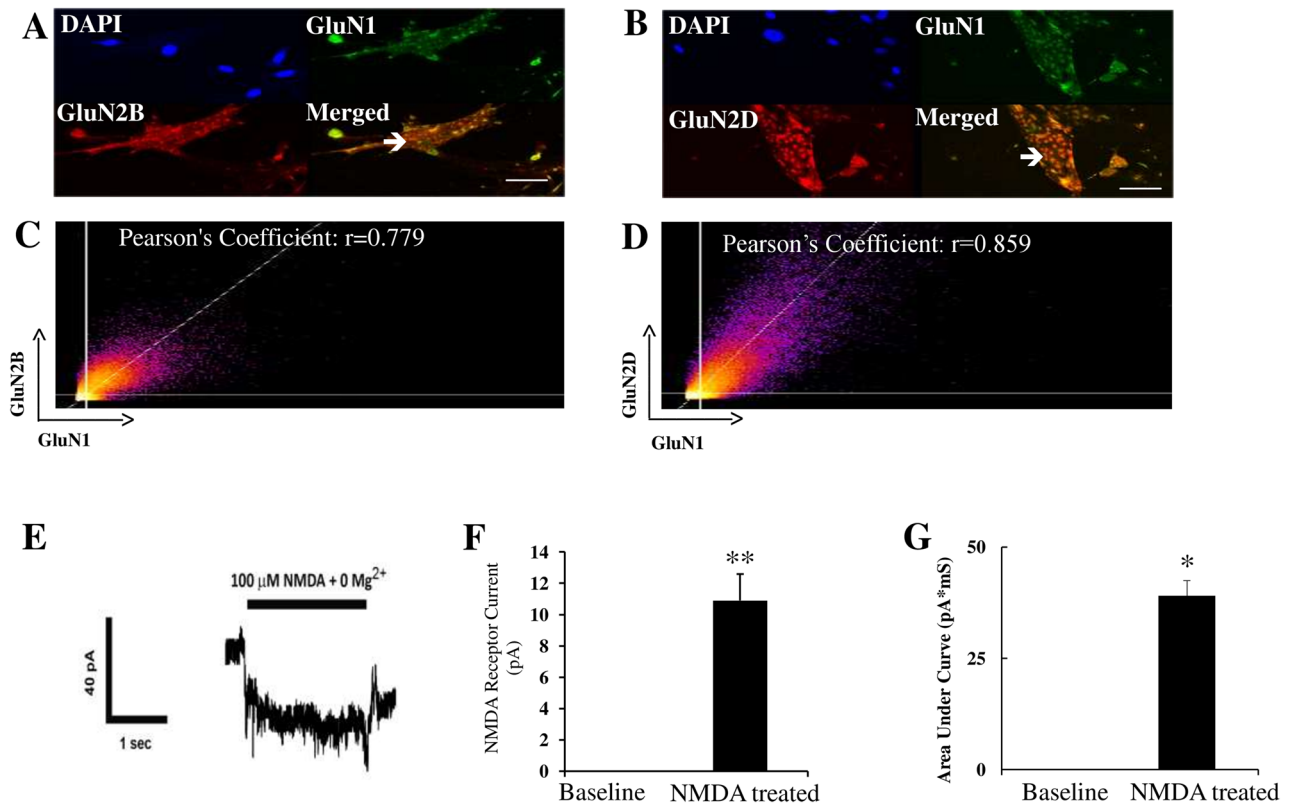 A
DAPI
GluN1
GluN2B
Merged
B
DAPI
GluN1
GluN2D
Merged
C
Pearson's Coefficient: r=0.779
GluN2B
GluN1
D
Pearson’s Coefficient: r=0.859
GluN2D
GluN1
E
100 µM NMDA + 0 Mg2+
40 pA
1 sec
F
NMDA Receptor Current
(pA)
14
12
10
8
6
4
2
0
**
Baseline
NMDA treated
G
Area Under Curve (pA*mS)
50
25
0
*
Baseline
NMDA treated